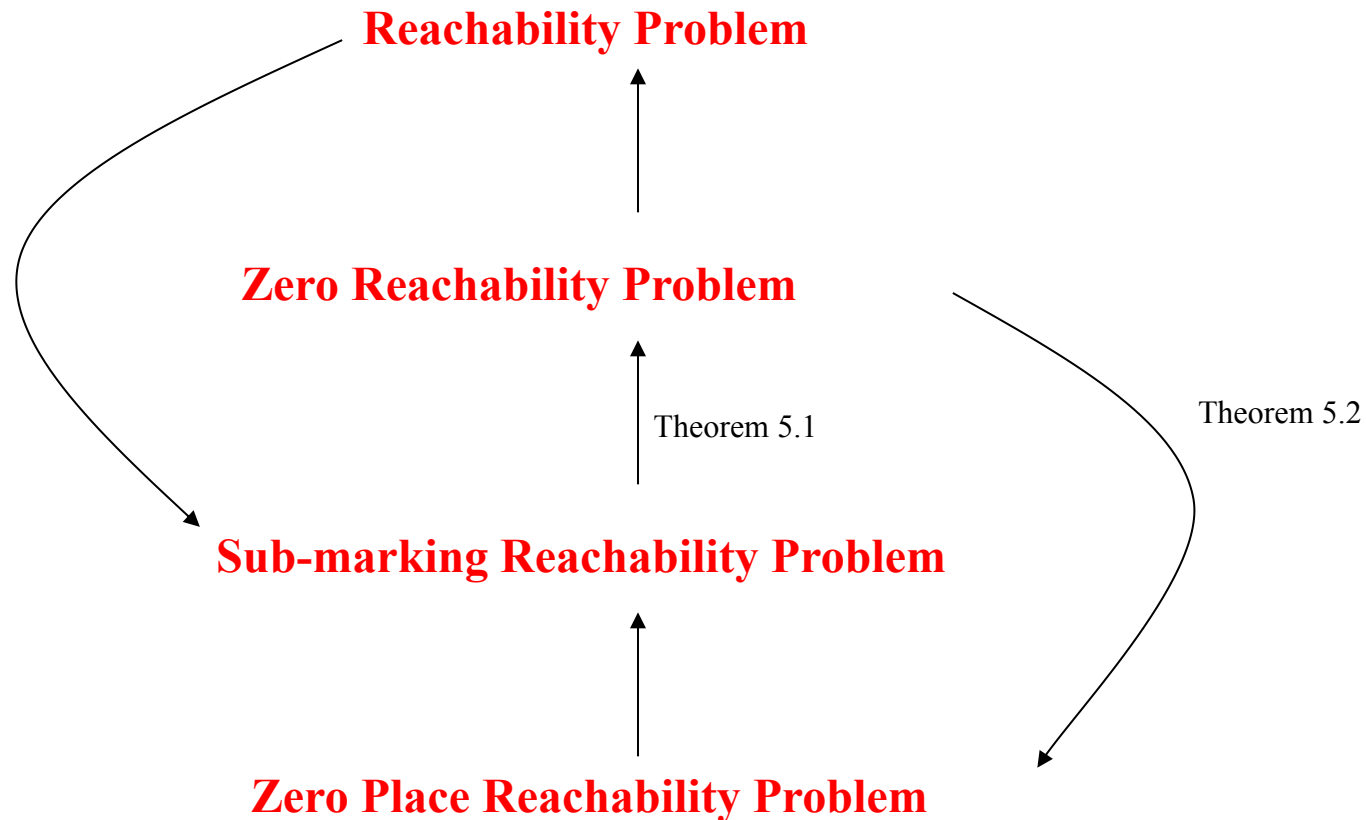 Reachability Problem
Zero Reachability Problem
Theorem 5.1
Theorem 5.2
Sub-marking Reachability Problem
Zero Place Reachability Problem